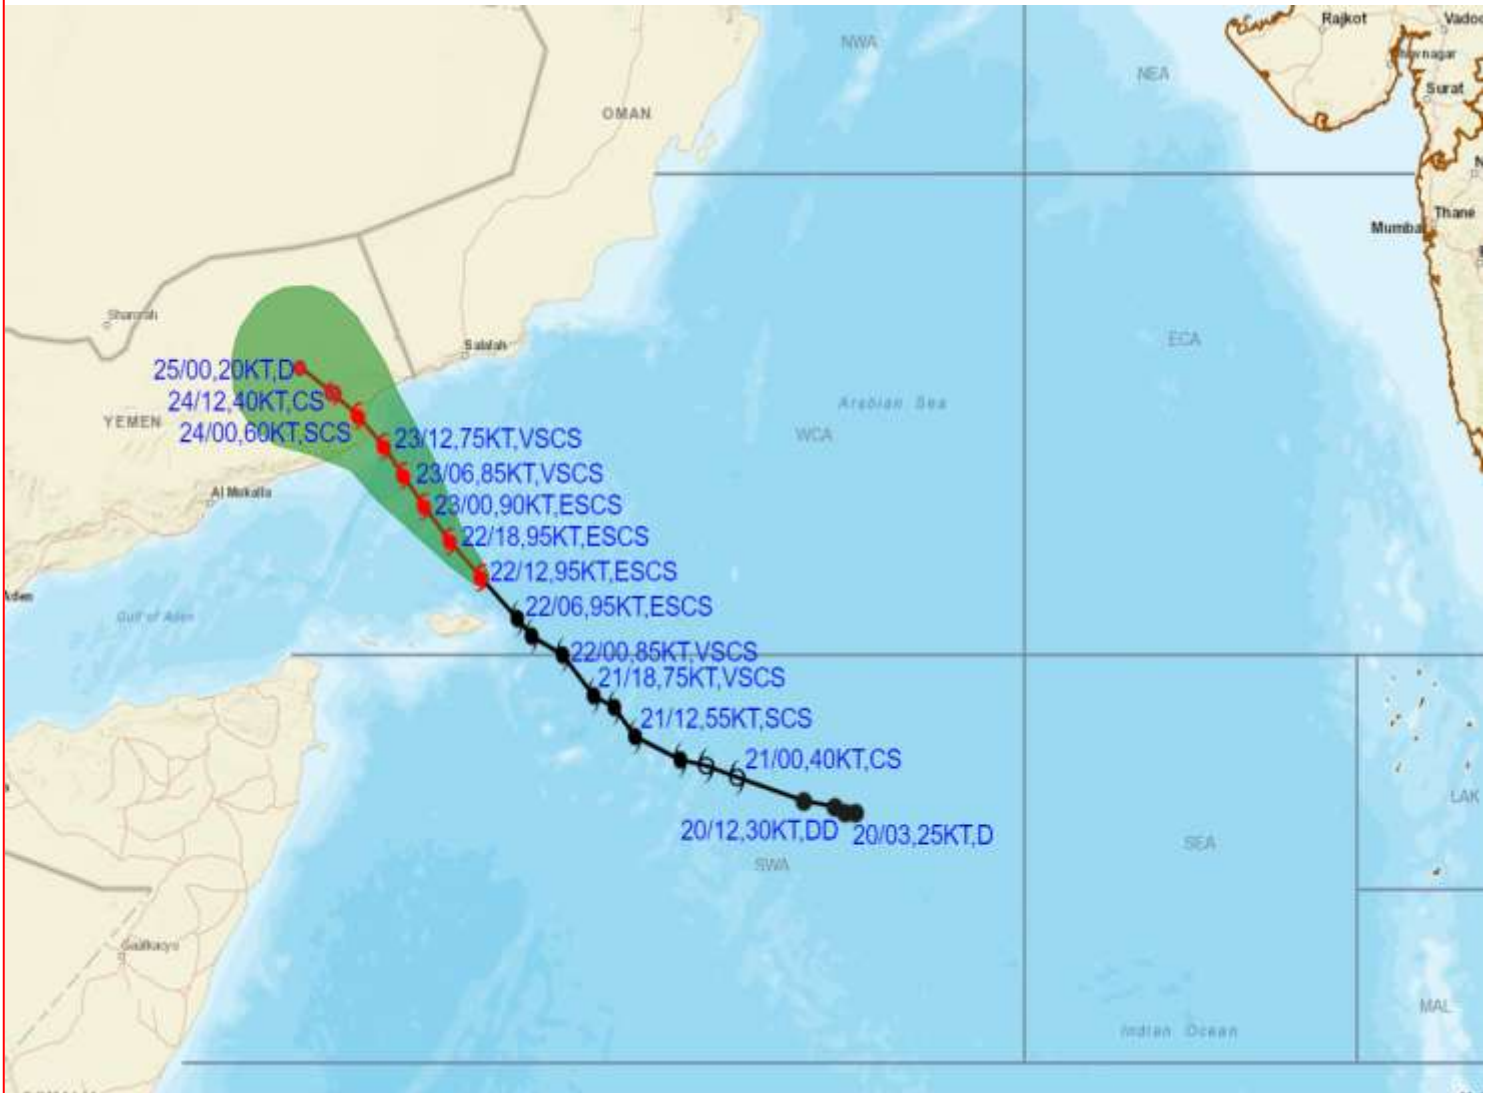 Rajkot
Vadoo
NWA
NEA
Surat
OMAN
Thane
Mumba
Salalah
ECA
25/00,20KT,D
24/12,40KT,CS
Arabian Sea
YEMEN
24/00,60KT,SCS
23/12,75KT,VSCS
WCA
23/06,85KT,VSCS
Al Mukalla
23/00,90KT,ESCS
22/18,95KT,ESCS
22/12,95KT,ESCS
Aden
22/06,95KT,ESCS
Gulf of Aden
22/00,85KT,VSCS
21/18,75KT,VSCS
21/12,55KT,SCS
21/00,40KT,CS
LAK
20/12,30KT,DD
20/03,25KT,D
SEA
SWA
Gaalkacyo
MAL
Indian Ocean